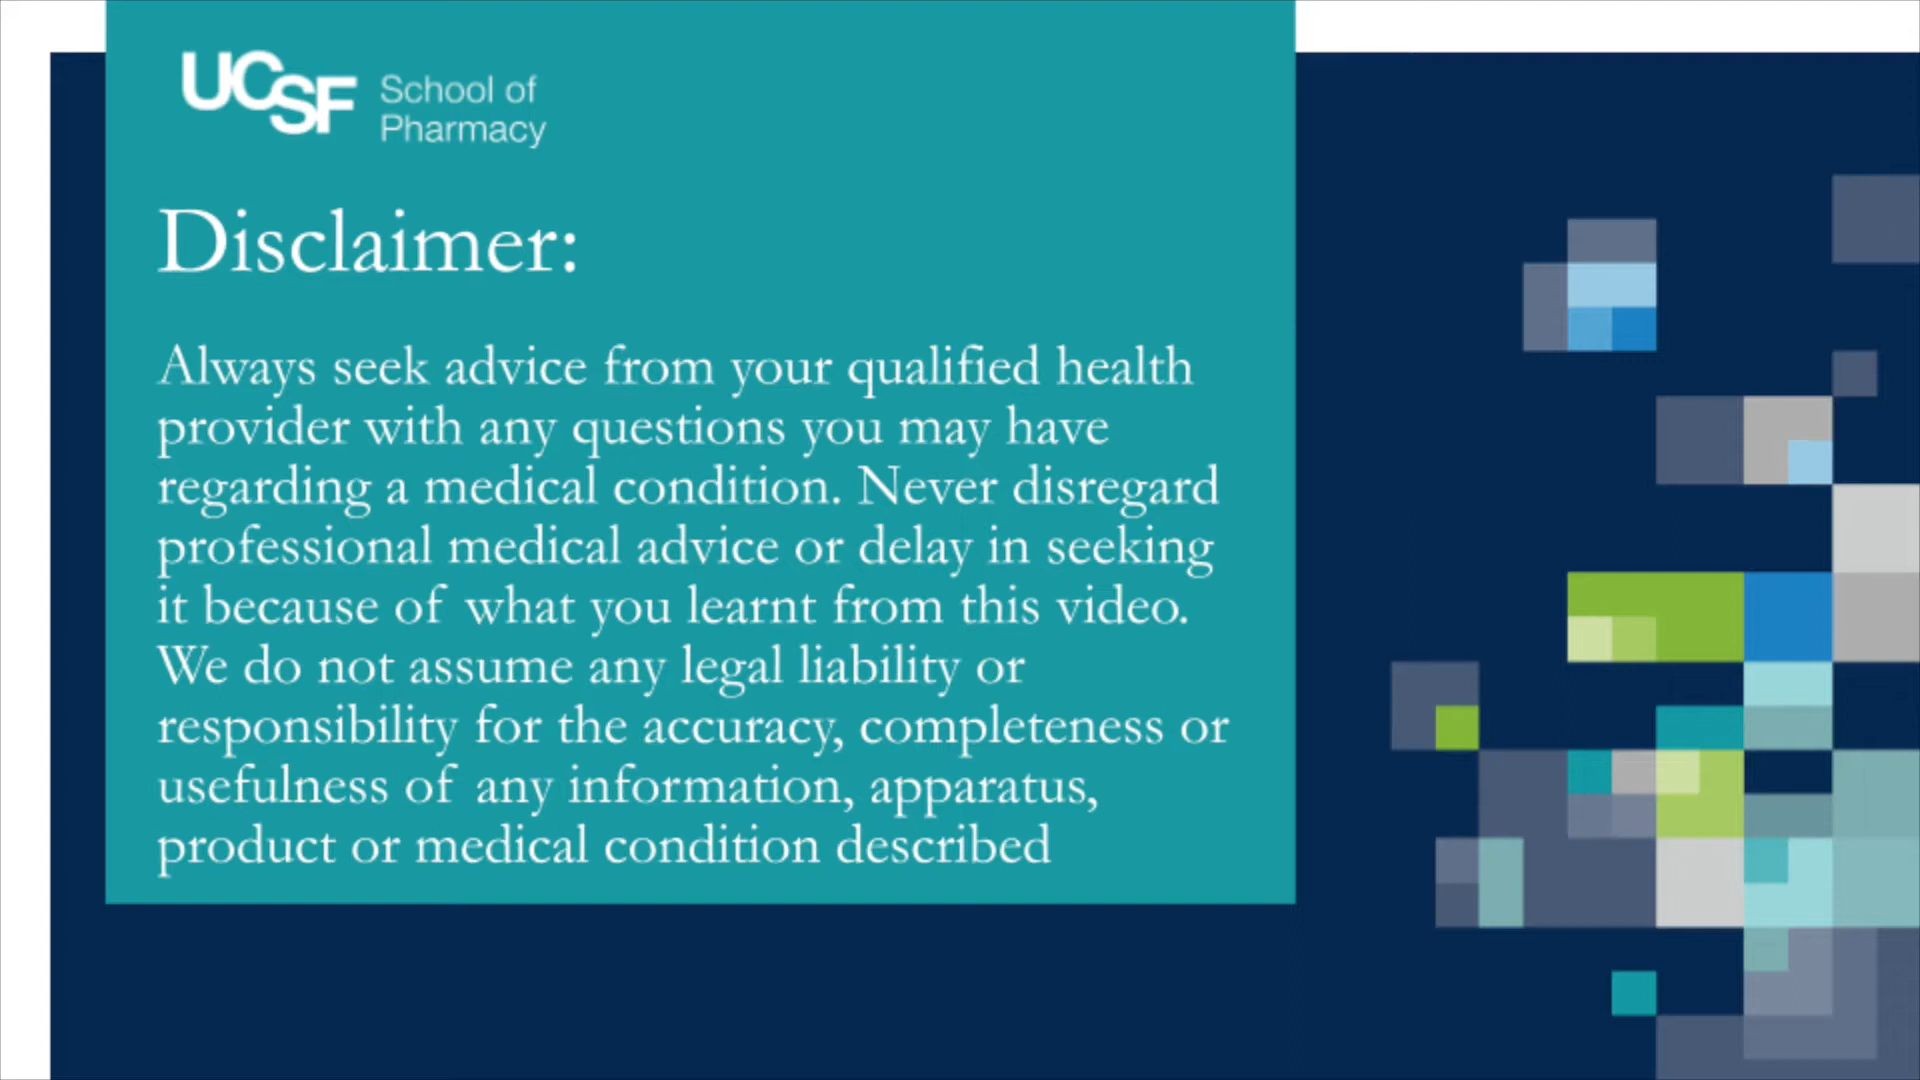 UCSF
School of
Pharmacy
Disclaimer:
Always seek advice from your qualified health
provider with any questions you may have
regarding a medical condition. Never disregard
professional medical advice or delay in seeking
it because of what you learnt from this video.
We do not assume any legal liability or
responsibility for the accuracy, completeness or
usefulness of any information, apparatus,
product or medical condition described